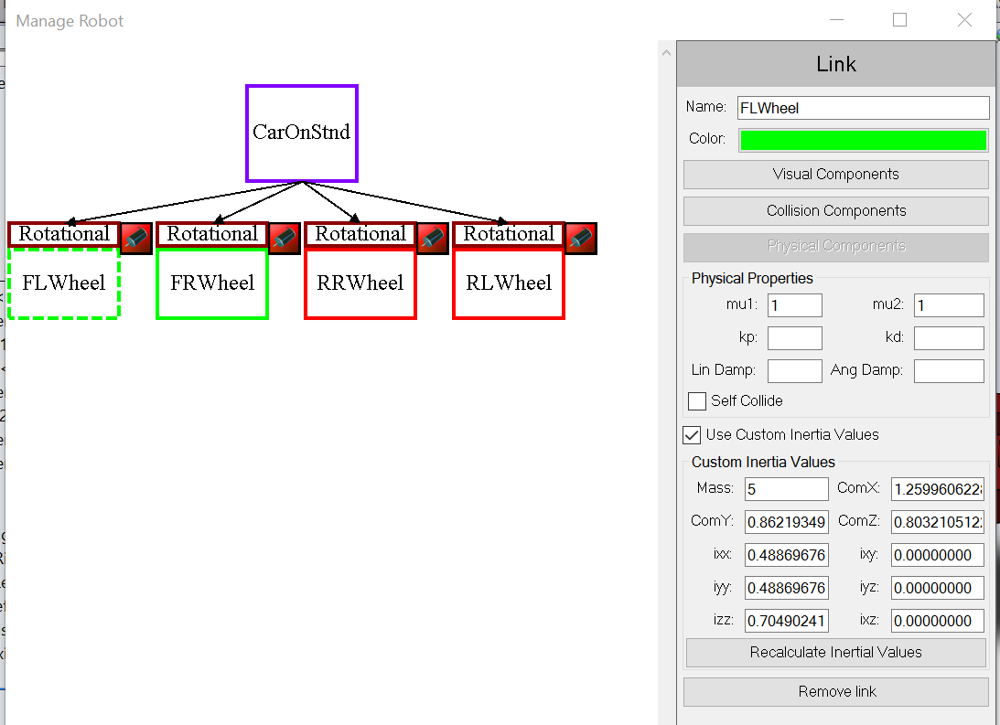 Manage Robot
CarOnStnd
Rotational Rotational Rotational Rotational
FLWheel FRWheel RRWheel RLWheel
Link
Name: FLWheel
Color:
Visual Components
Collision Components
Physical Components
Physical Properties
mu1: 1 mu2: 1
kp: kd:
Lin Damp: Ang Damp:
Self Collide
Use Custom Inertia Values
Custom Inertia Values
Mass: 5 ComX: 1.259960622
ComY: 0.86219349 ComZ: 0.803210512
ixx: 0.48869676 ixy: 0.00000000
iyy: 0.48869676 iyz: 0.00000000
izz: 0.70490241 ixz: 0.00000000
Recalculate Inertial Values
Remove link